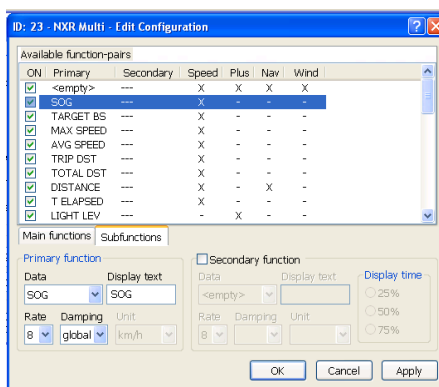 ID: 23 - NXR Multi - Edit Configuration
Available function-pairs
ON Primary Secondary Speed Plus Nav Wind
<empty> --- X X X X
SOG --- X - - -
TARGET BS --- X - - -
MAX SPEED --- X - - -
AVG SPEED --- X - - -
TRIP DST --- X - - -
TOTAL DST --- X - - -
DISTANCE --- X - X -
T ELAPSED --- X - - -
LIGHT LEV --- - X - -
Main functions Subfunctions
Primary function Secondary function
Data Display text Data Display text Display time
SOG SOG <empty> 25%
Rate Damping Unit Rate Damping Unit 50%
8 global km/h 8 75%
OK Cancel Apply